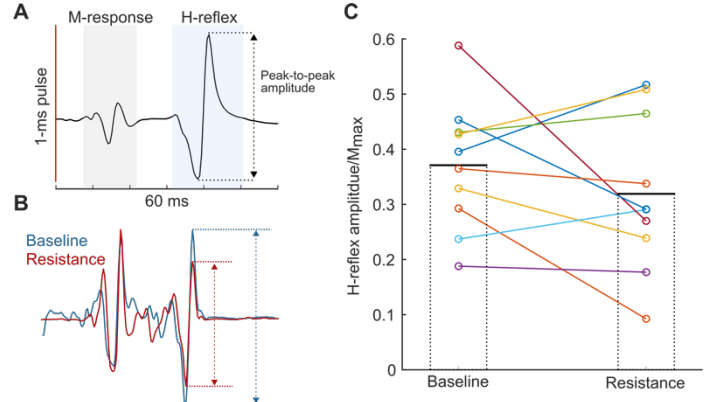 A
M-response
H-reflex
1-ms pulse
Peak-to-peak
amplitude
60 ms
B
Baseline
Resistance
C
H-reflex amplitdue/Mmax
0.6
0.5
0.4
0.3
0.2
0.1
0
Baseline
Resistance